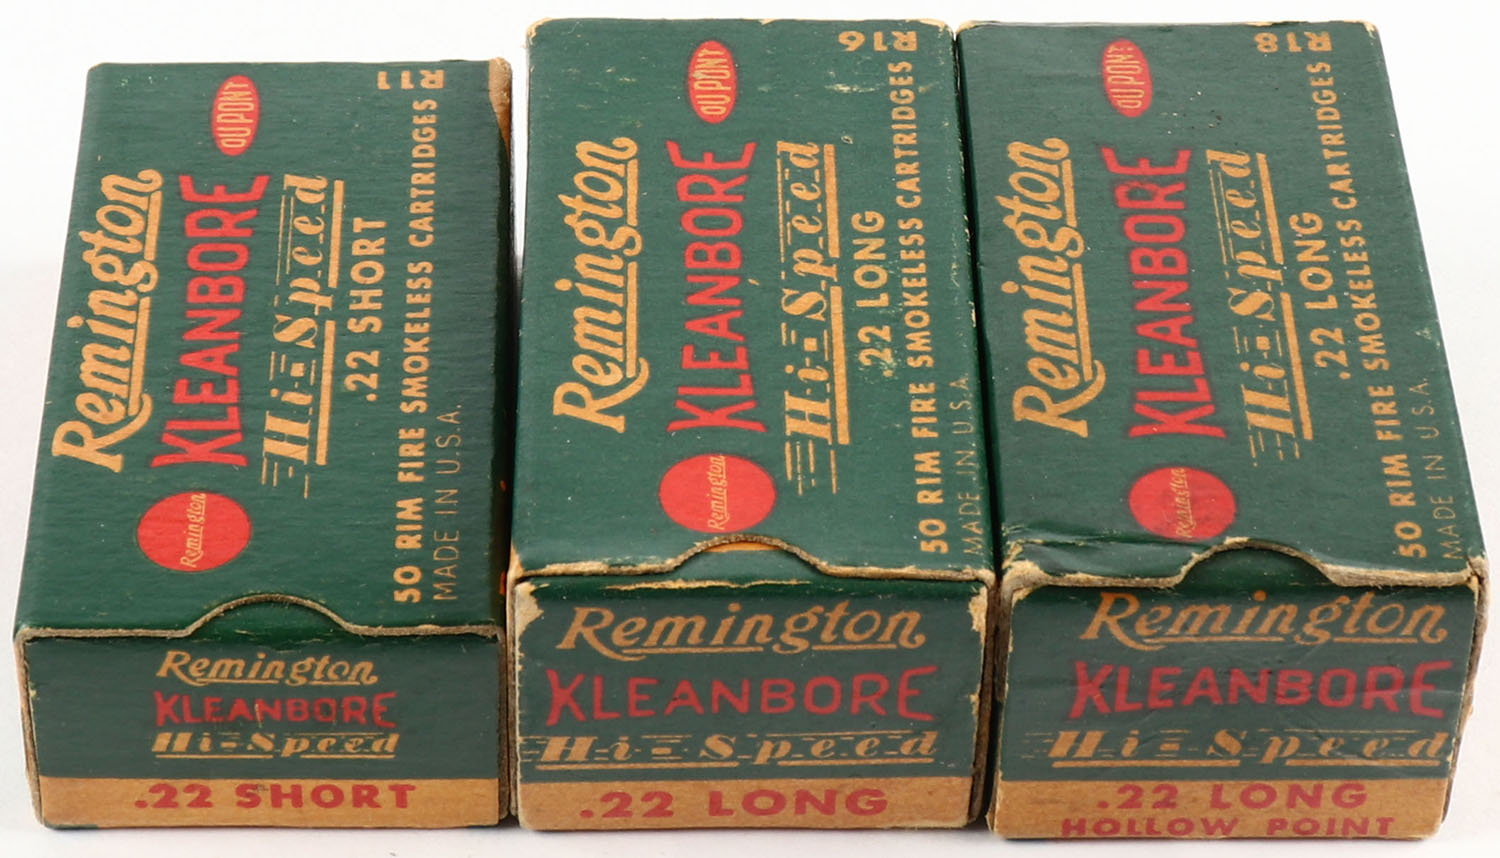 R11
DU PONT
Remington
KLEANBORE
Hi-Speed
.22 SHORT
50 RIM FIRE SMOKELESS CARTRIDGES
MADE IN U.S.A.
Remington
Remington
KLEANBORE
Hi-Speed
.22 SHORT
R16
DU PONT
Remington
KLEANBORE
Hi-Speed
.22 LONG
50 RIM FIRE SMOKELESS CARTRIDGES
MADE IN U.S.A.
Remington
Remington
KLEANBORE
Hi-Speed
.22 LONG
R18
DU PONT
Remington
KLEANBORE
Hi-Speed
.22 LONG
50 RIM FIRE SMOKELESS CARTRIDGES
MADE IN U.S.A.
Remington
Remington
KLEANBORE
Hi-Speed
.22 LONG
HOLLOW POINT